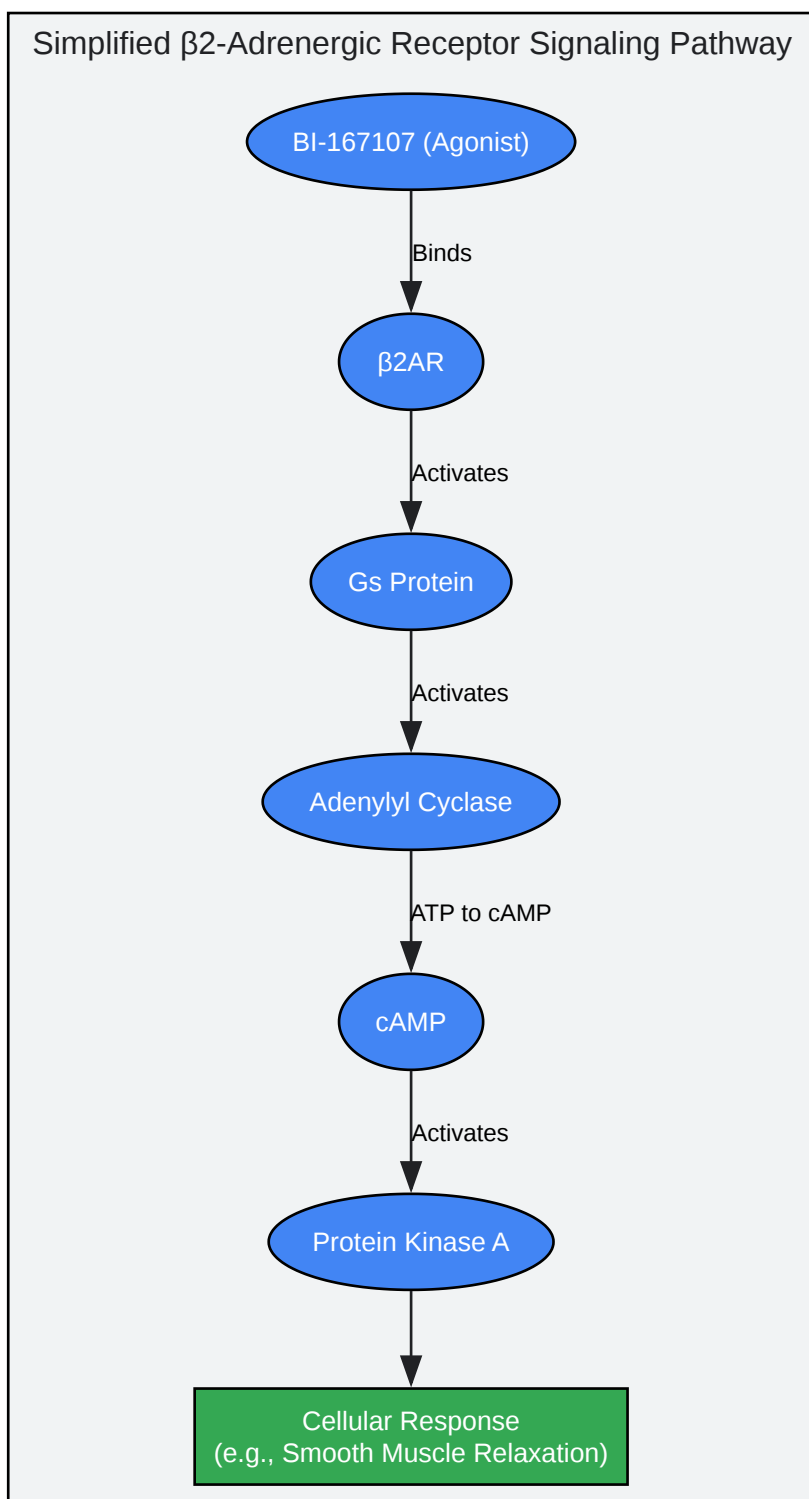 Simplified β2-Adrenergic Receptor Signaling Pathway
BI-167107 (Agonist)
Binds
β2AR
Activates
Gs Protein
Activates
Adenylyl Cyclase
ATP to cAMP
cAMP
Activates
Protein Kinase A
Cellular Response
(e.g., Smooth Muscle Relaxation)